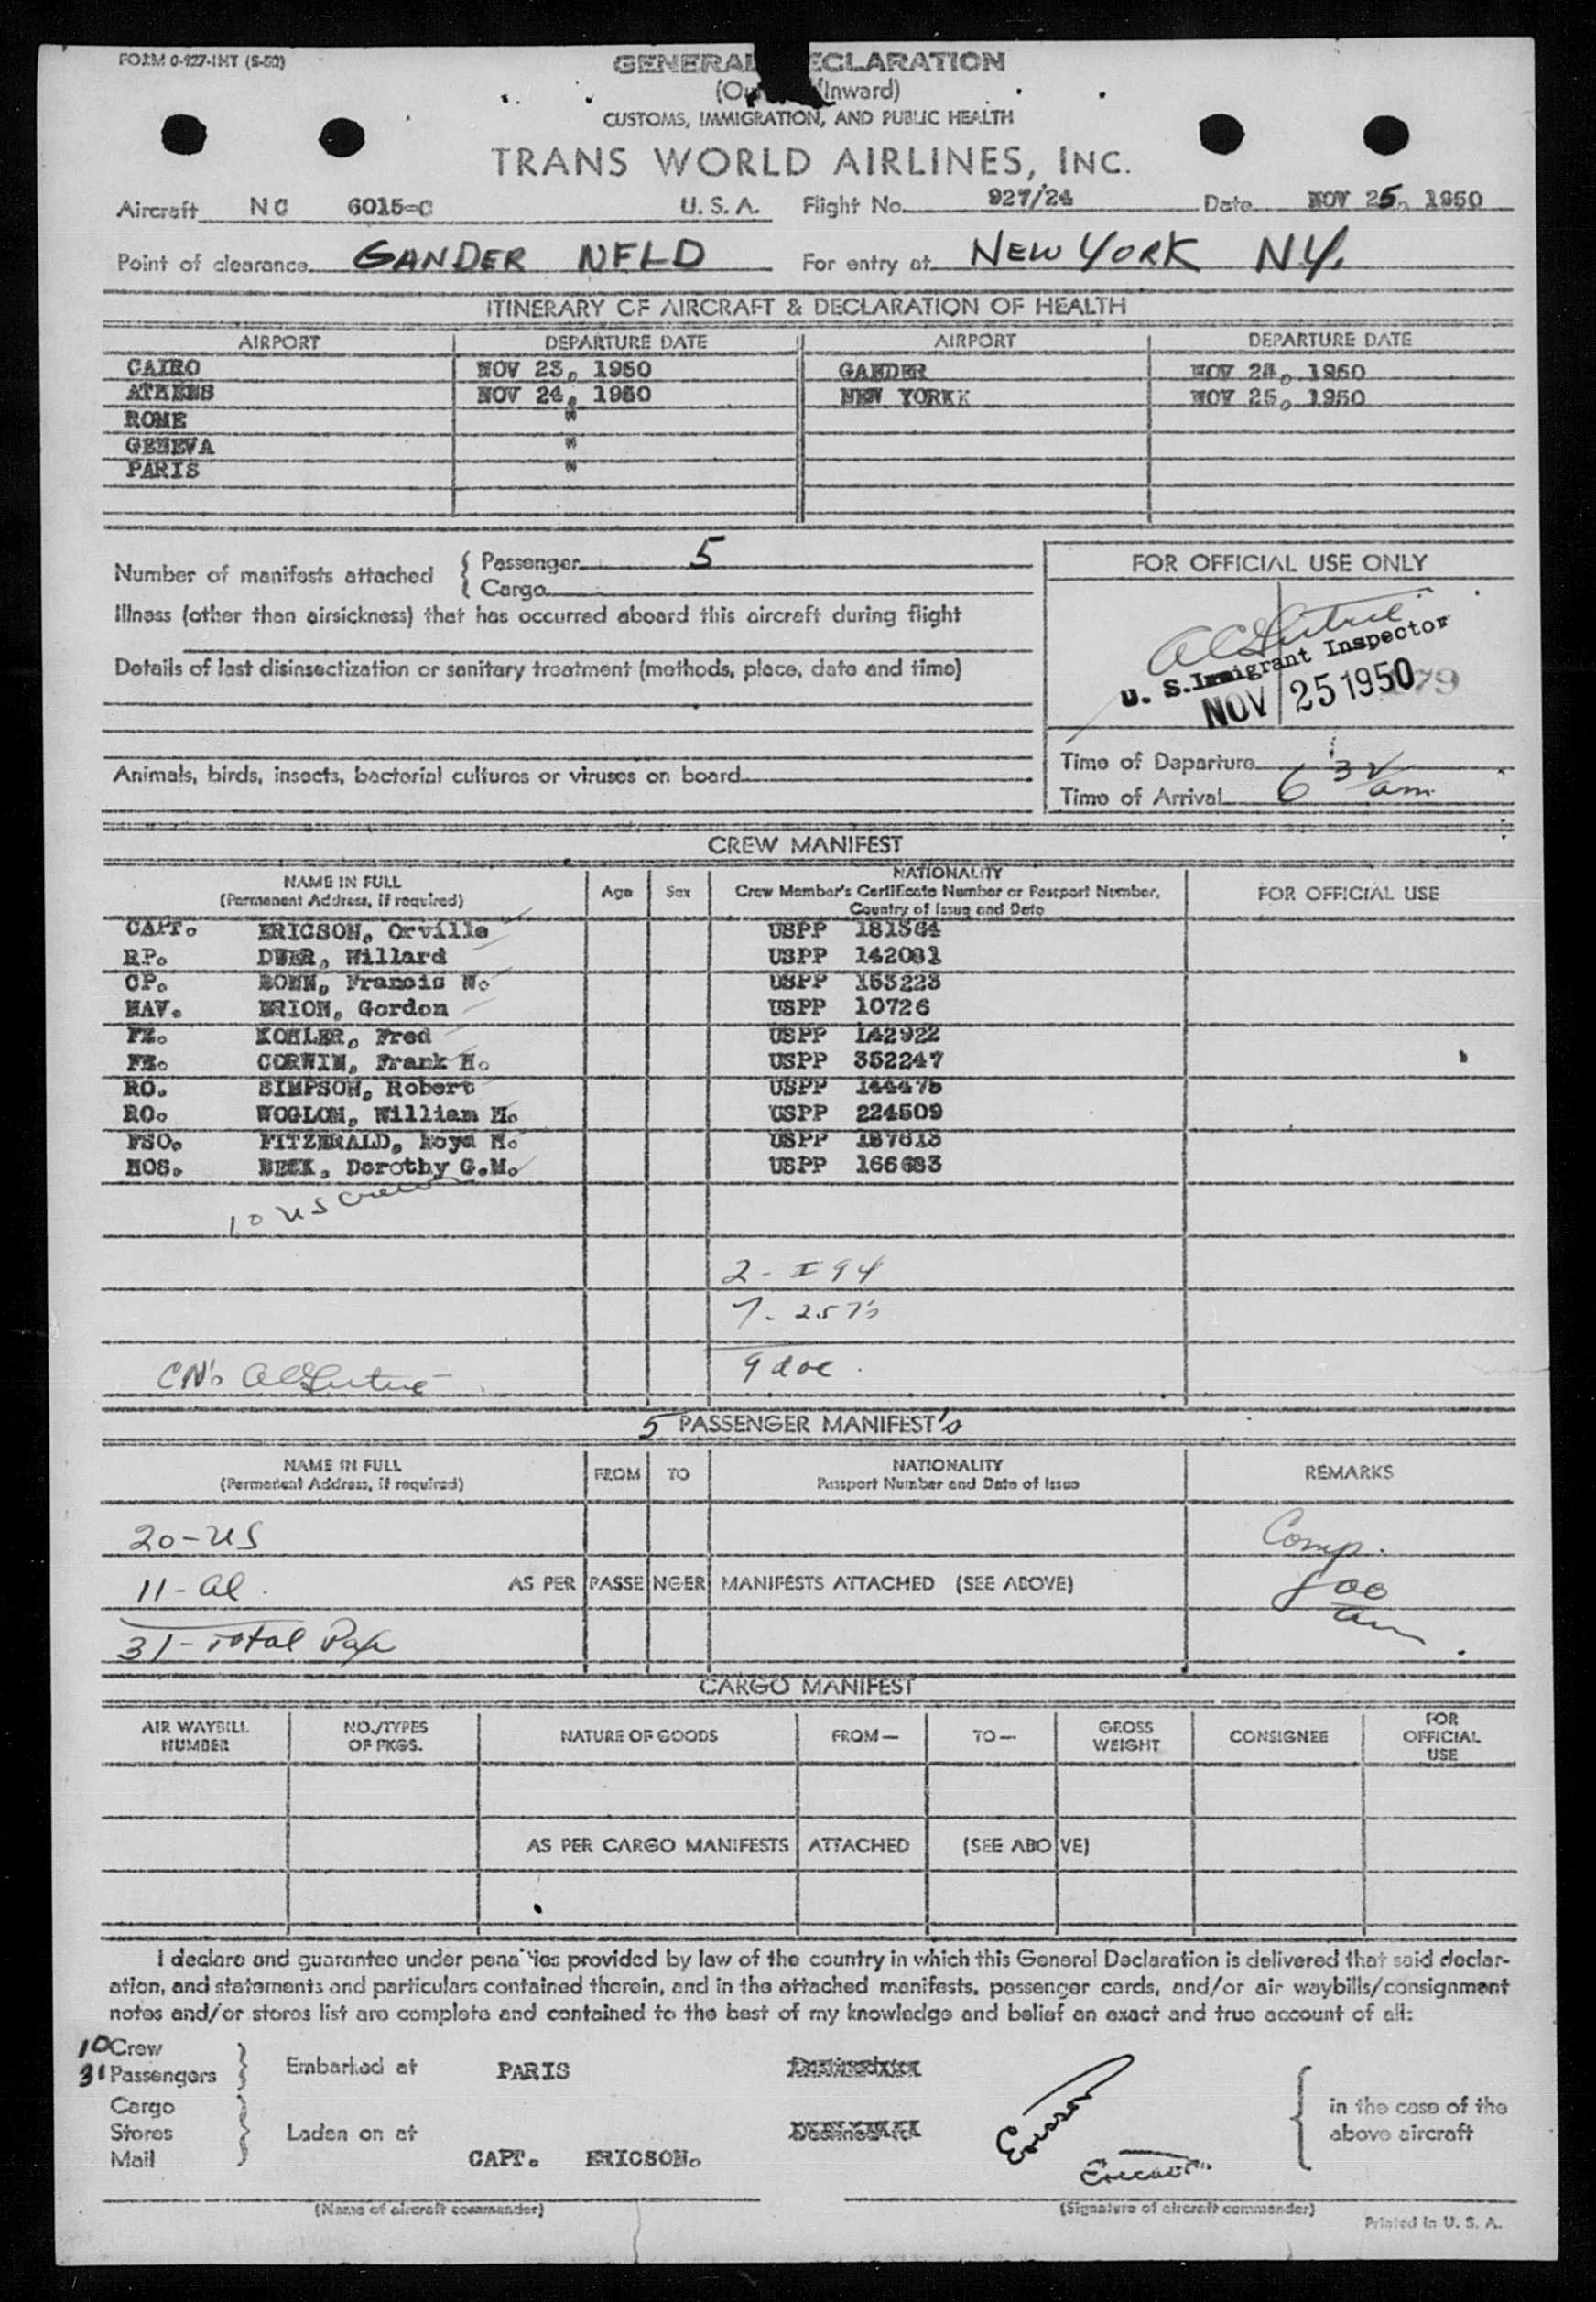 FORM 0-927-INT (5-50)
GENERAL DECLARATION
(Inward)
CUSTOMS, IMMIGRATION, AND PUBLIC HEALTH
TRANS WORLD AIRLINES, INC.
Aircraft NC 6015-C U. S. A. Flight No. 927/24 Date NOV 25, 1950
Point of clearance GANDER NFLD For entry at NEW YORK N.Y.
ITINERARY OF AIRCRAFT & DECLARATION OF HEALTH
AIRPORT DEPARTURE DATE AIRPORT DEPARTURE DATE
CAIRO NOV 23, 1950 GANDER NOV 24, 1950
ATHENS NOV 24, 1950 NEW YORKK NOV 25, 1950
ROME "
GENEVA "
PARIS "
Number of manifests attached { Passenger 5
Cargo
FOR OFFICIAL USE ONLY
Illness (other than airsickness) that has occurred aboard this aircraft during flight
Details of last disinsectization or sanitary treatment (methods, place, date and time)
U. S. Immigrant Inspector
NOV 25 1950 79
Animals, birds, insects, bacterial cultures or viruses on board
Time of Departure
Time of Arrival 6 32 am
CREW MANIFEST
NAME IN FULL
(Permanent Address, if required)
Age Sex
NATIONALITY
Crew Member's Certificate Number or Passport Number,
Country of Issue and Date
FOR OFFICIAL USE
CAPT. ERICSON, Orville USPP 181364
RP. DWER, Willard USPP 142081
CP. Francis N. USPP 153223
NAV. BRION, Gordon USPP 10726
FE. KOHLER, Fred USPP 142922
FE. CORWIN, Frank H. USPP 352247
RO. SIMPSON, Robert USPP 144475
RO. WOGLOM, William H. USPP 224509
FSO. FITZERALD, Loyd H. USPP 187613
HOS. BECK, Dorothy G.M. USPP 166683
10 US Crew
2 - I 94
7 - 257's
9 doc.
CN's
5 PASSENGER MANIFEST's
NAME IN FULL
(Permanent Address, if required)
FROM TO
NATIONALITY
Passport Number and Date of Issue
REMARKS
20 - US Comp.
11 - al. AS PER PASSENGER MANIFESTS ATTACHED (SEE ABOVE) 8 00 am
31 - Total Pax
CARGO MANIFEST
AIR WAYBILL NUMBER NO./TYPES OF PKGS. NATURE OF GOODS FROM— TO— GROSS WEIGHT CONSIGNEE FOR OFFICIAL USE
AS PER CARGO MANIFESTS ATTACHED (SEE ABOVE)
I declare and guarantee under penalties provided by law of the country in which this General Declaration is delivered that said declar-
ation, and statements and particulars contained therein, and in the attached manifests, passenger cards, and/or air waybills/consignment
notes and/or stores list are complete and contained to the best of my knowledge and belief an exact and true account of all:
10 Crew
31 Passengers } Embarked at PARIS
Cargo
Stores } Laden on at
Mail
in the case of the
above aircraft
CAPT. ERICSON. Ericson
(Name of aircraft commander) (Signature of aircraft commander)
Printed in U. S. A.